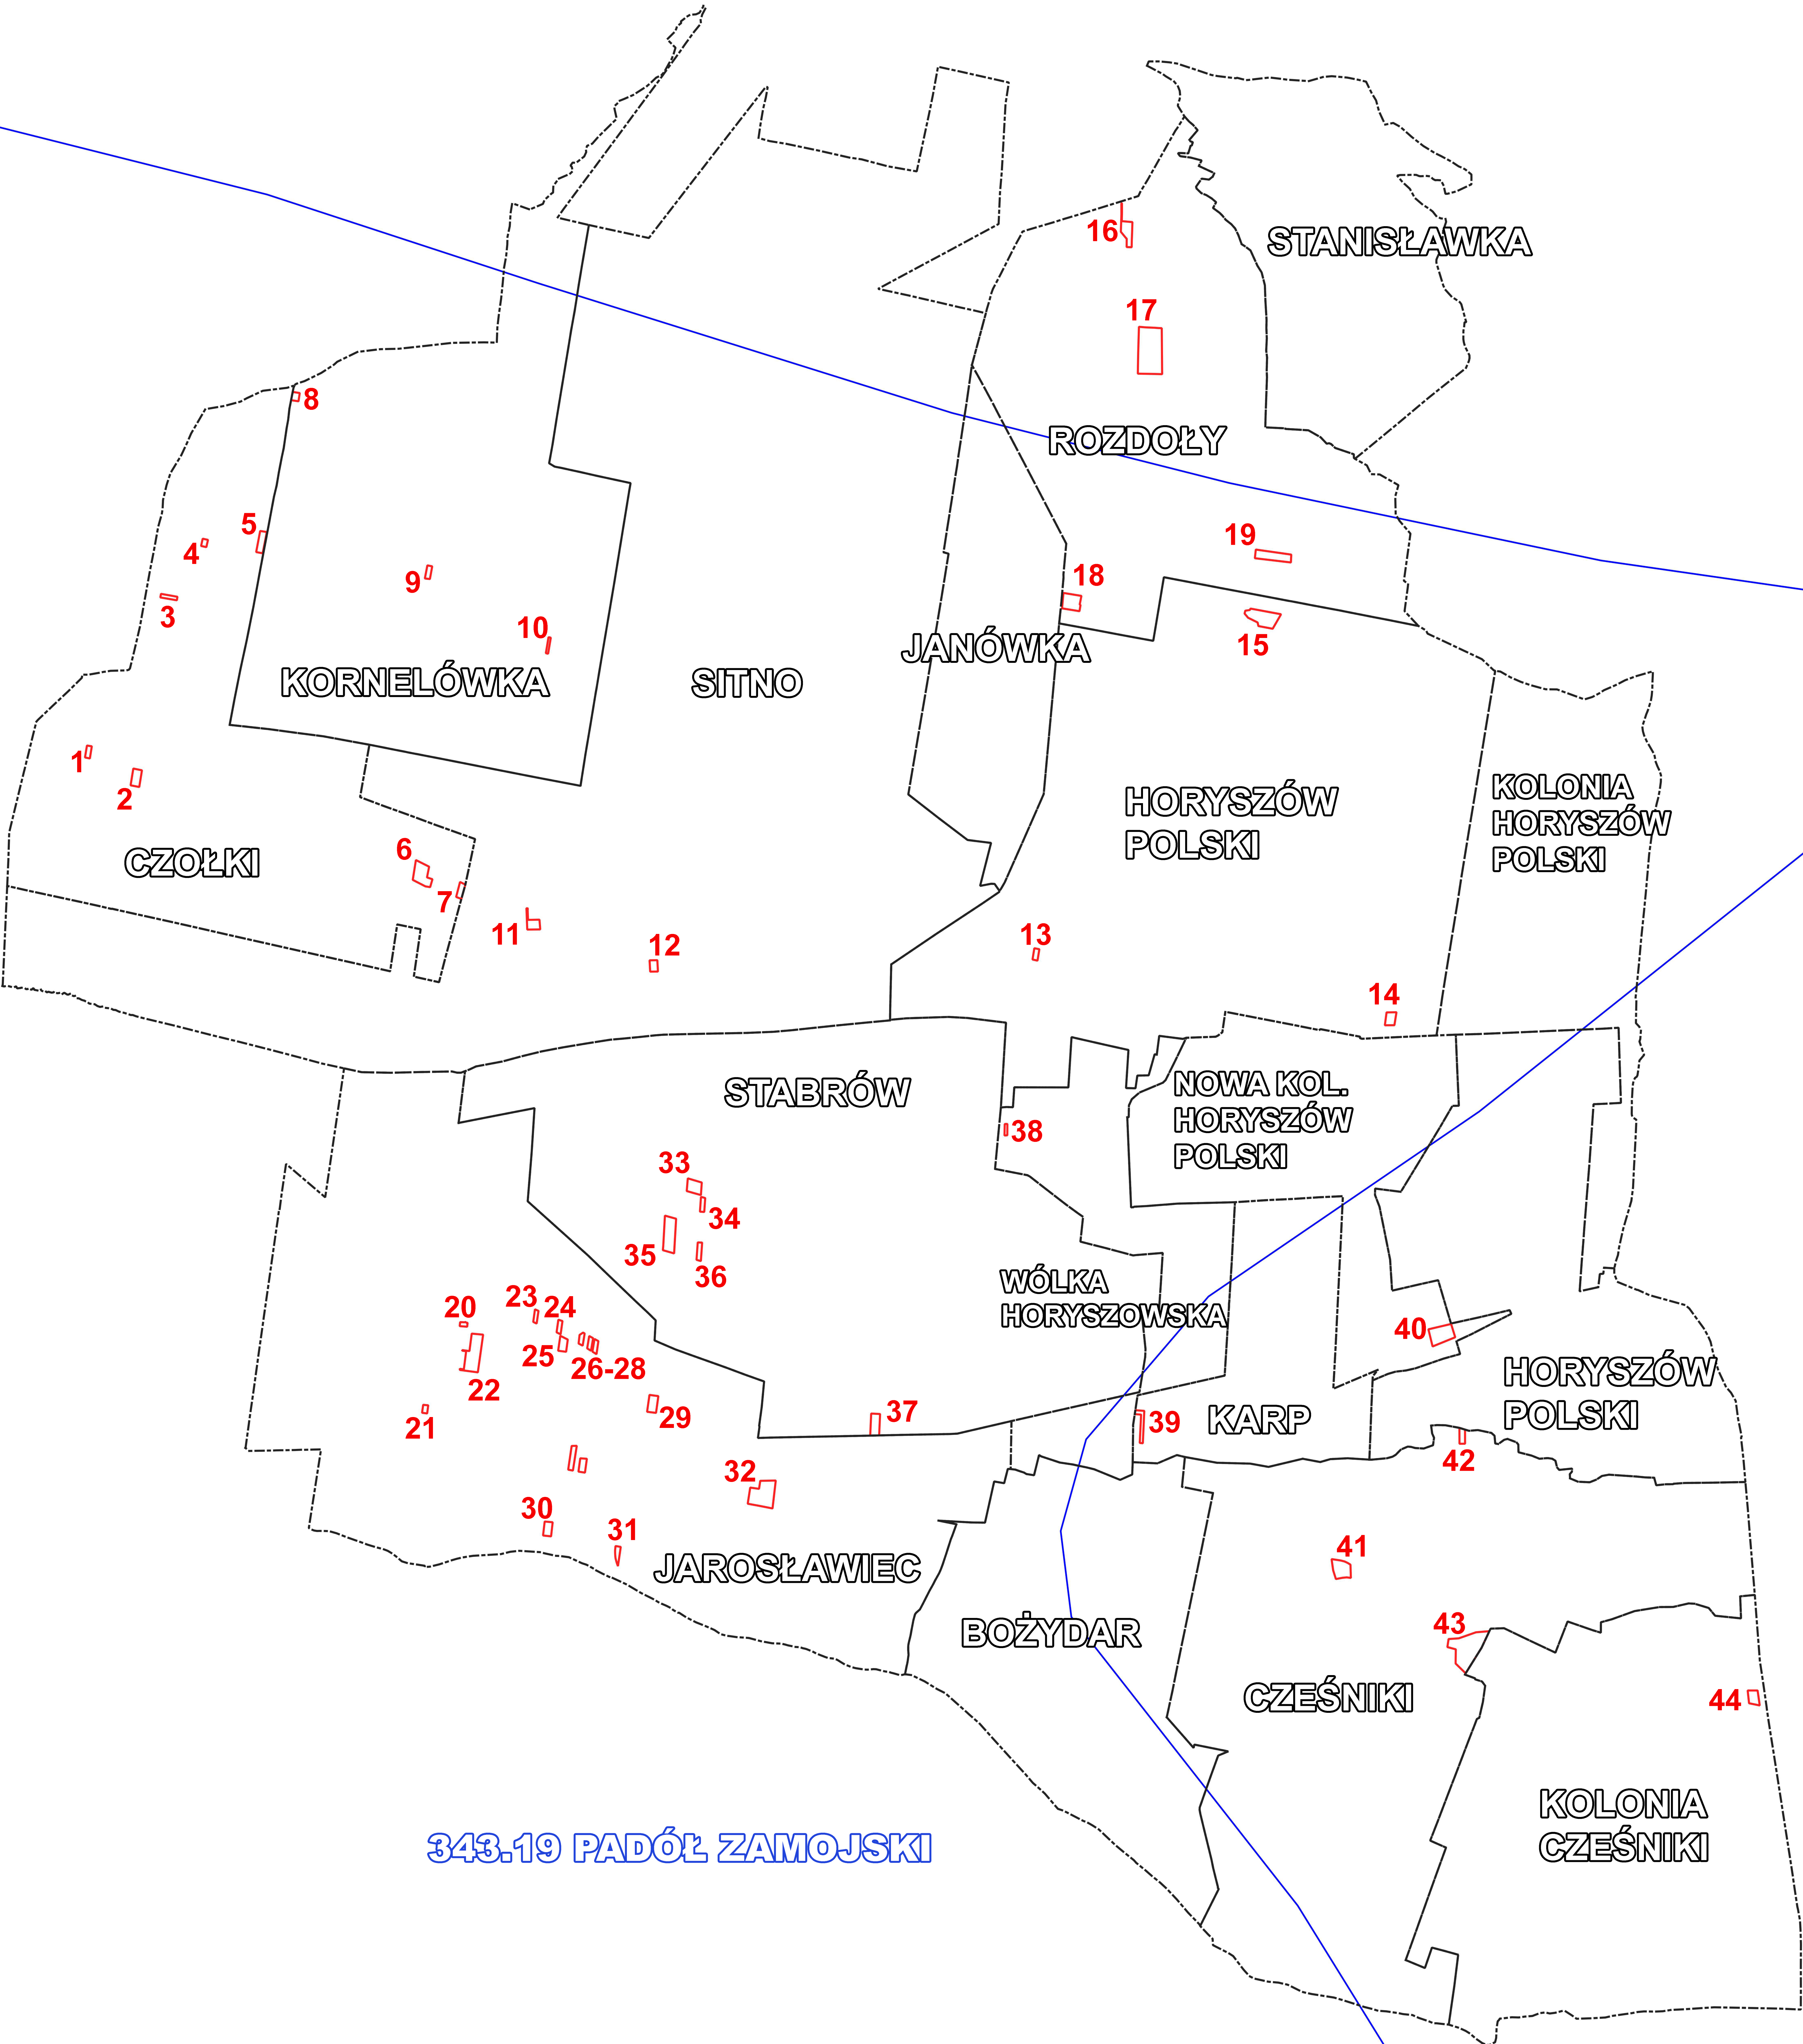 16
STANISŁAWKA
17
8
ROZDOŁY
5
4
19
9
18
3
10
15
JANÓWKA
KORNELÓWKA
SITNO
1
2
HORYSZÓW
POLSKI
KOLONIA
HORYSZÓW
POLSKI
6
CZOŁKI
7
11
12
13
14
STABRÓW
NOWA KOL.
HORYSZÓW
POLSKI
38
33
34
35
36
WÓLKA
HORYSZOWSKA
20
23
24
25
26-28
22
40
HORYSZÓW
POLSKI
21
29
37
39
KARP
42
32
30
31
41
JAROSŁAWIEC
BOŻYDAR
43
CZEŚNIKI
44
KOLONIA
CZEŚNIKI
343.19 PADÓŁ ZAMOJSKI